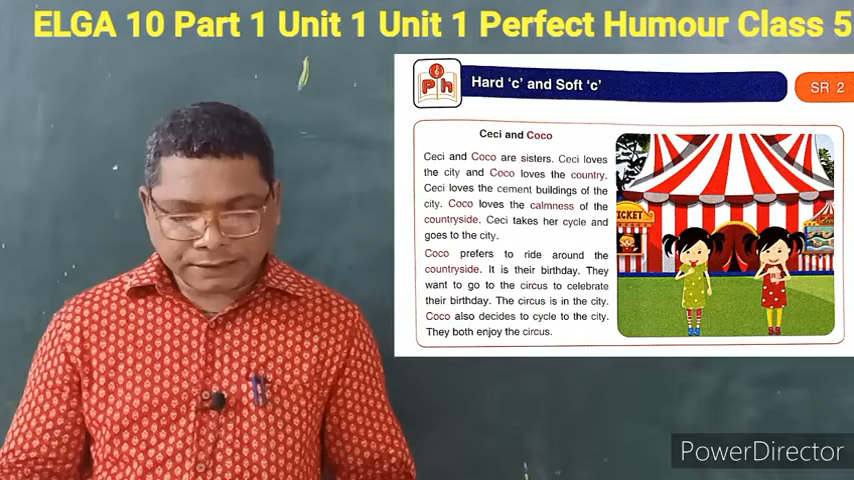 ELGA 10 Part 1 Unit 1 Unit 1 Perfect Humour Class 5
Ph
Hard ‘c’ and Soft ‘c’
SR 2
Ceci and Coco
Ceci and Coco are sisters. Ceci loves
the city and Coco loves the country.
Ceci loves the cement buildings of the
city. Coco loves the calmness of the
countryside. Ceci takes her cycle and
goes to the city.
Coco prefers to ride around the
countryside. It is their birthday. They
want to go to the circus to celebrate
their birthday. The circus is in the city.
Coco also decides to cycle to the city.
They both enjoy the circus.
TICKET
PowerDirector